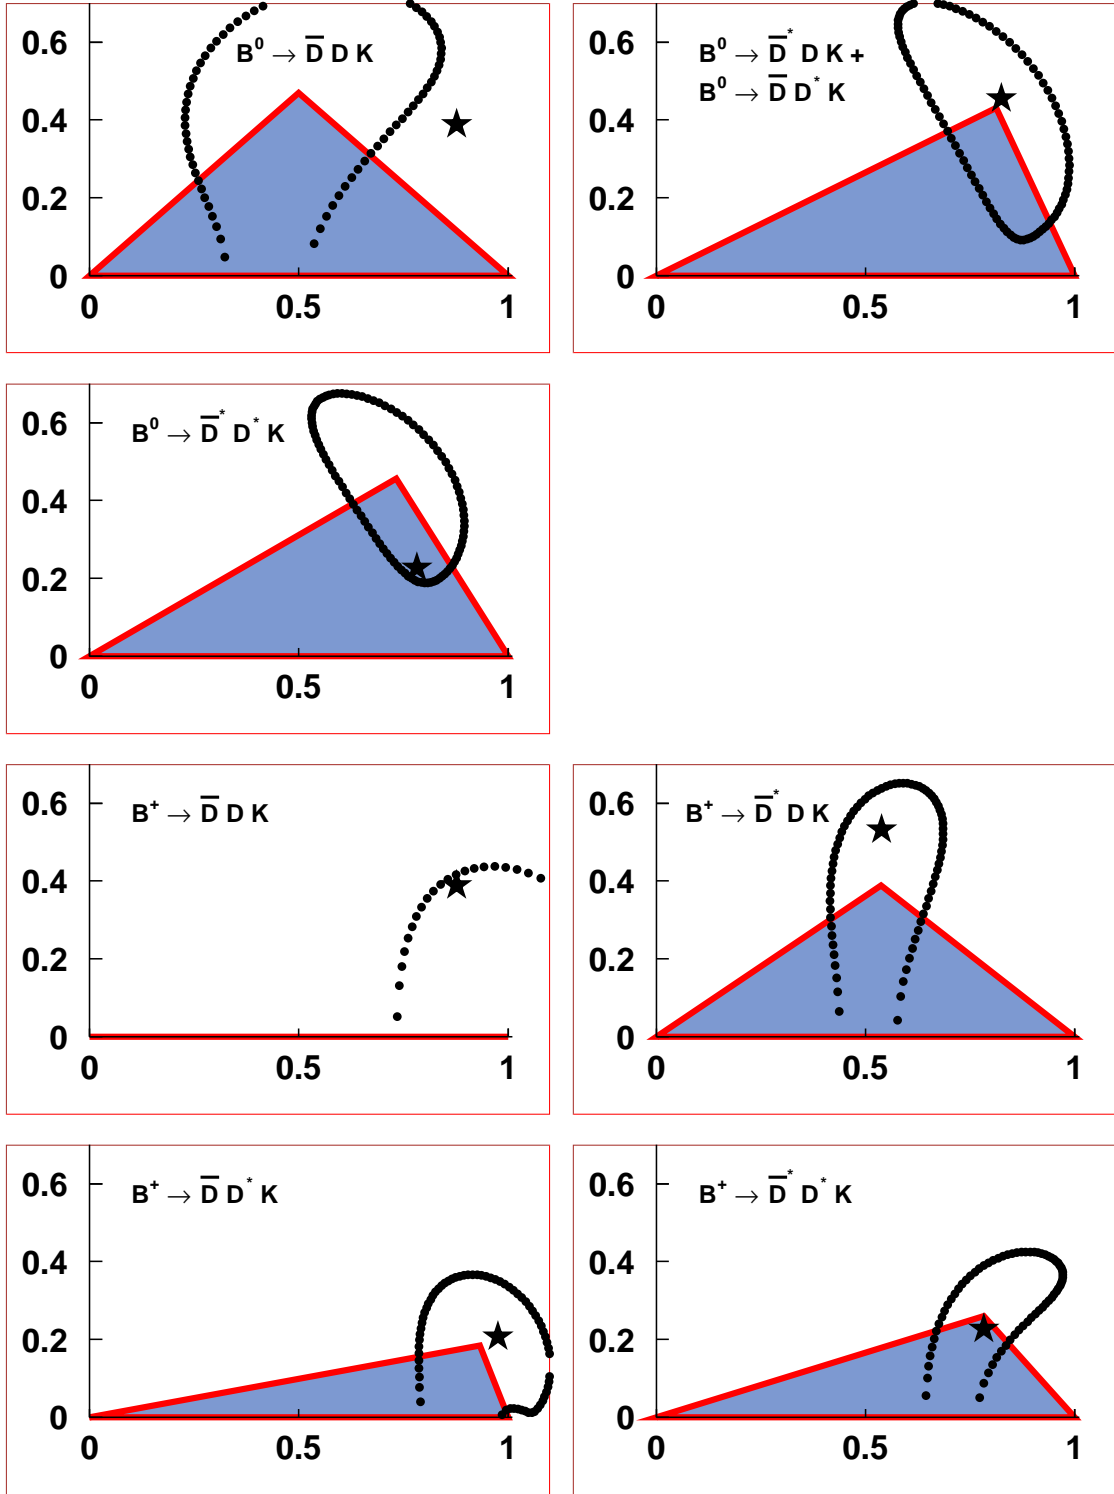 0.6
B⁰ → D̅ D K
0.4
0.2
0
0 0.5 1
0.6
B⁰ → D̅* D K +
B⁰ → D̅ D* K
0.4
0.2
0
0 0.5 1
0.6
B⁰ → D̅* D* K
0.4
0.2
0
0 0.5 1
0.6
B⁺ → D̅ D K
0.4
0.2
0
0 0.5 1
0.6
B⁺ → D̅* D K
0.4
0.2
0
0 0.5 1
0.6
B⁺ → D̅ D* K
0.4
0.2
0
0 0.5 1
0.6
B⁺ → D̅* D* K
0.4
0.2
0
0 0.5 1